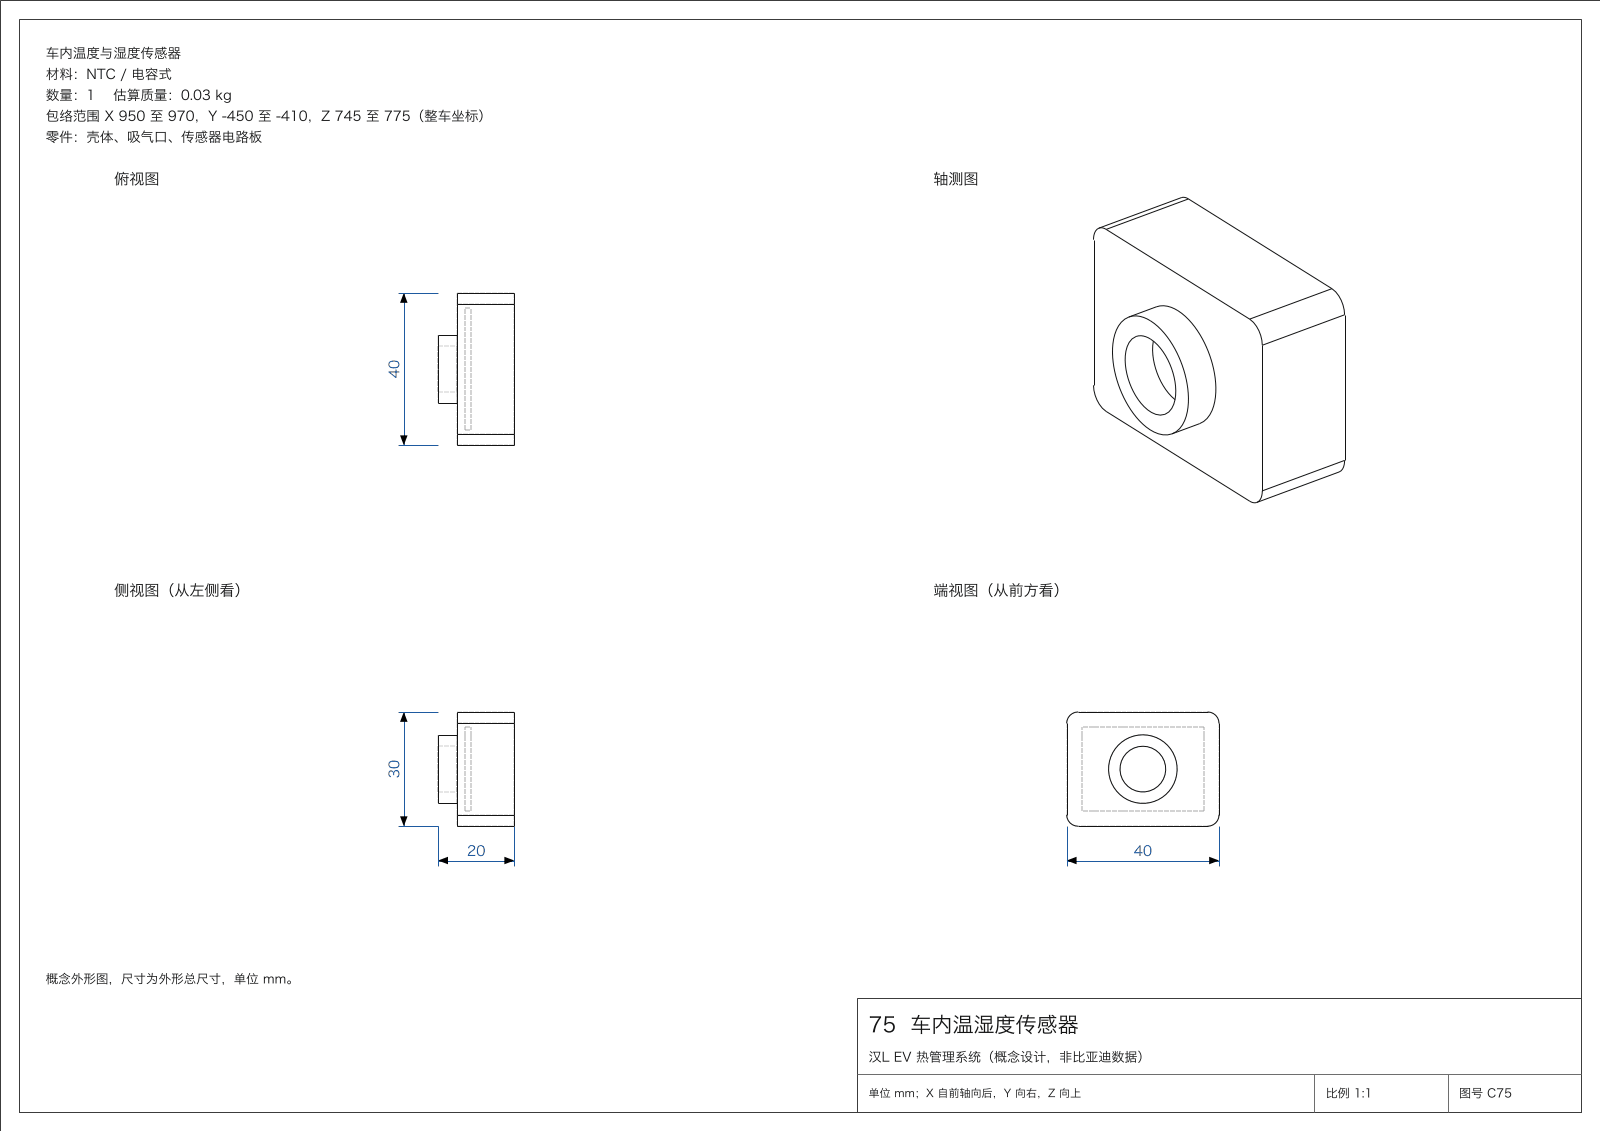 车内温度与湿度传感器
材料：NTC / 电容式
数量：1 估算质量：0.03 kg
包络范围 X 950 至 970，Y -450 至 -410，Z 745 至 775（整车坐标）
零件：壳体、吸气口、传感器电路板
俯视图
轴测图
40
侧视图（从左侧看）
端视图（从前方看）
30
20
40
概念外形图，尺寸为外形总尺寸，单位 mm。
75 车内温湿度传感器
汉L EV 热管理系统（概念设计，非比亚迪数据）
单位 mm；X 自前轴向后，Y 向右，Z 向上
比例 1:1
图号 C75